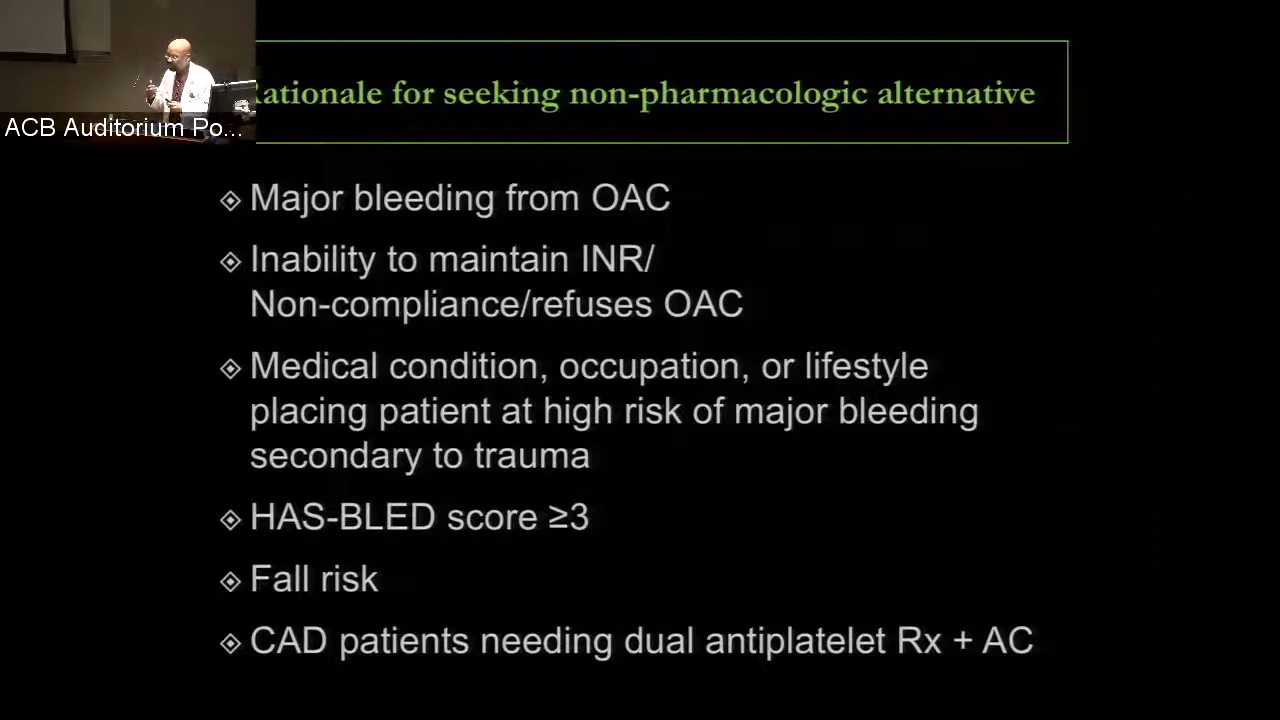 Rationale for seeking non-pharmacologic alternative
ACB Auditorium Po...
Major bleeding from OAC
Inability to maintain INR/
Non-compliance/refuses OAC
Medical condition, occupation, or lifestyle
placing patient at high risk of major bleeding
secondary to trauma
HAS-BLED score ≥3
Fall risk
CAD patients needing dual antiplatelet Rx + AC